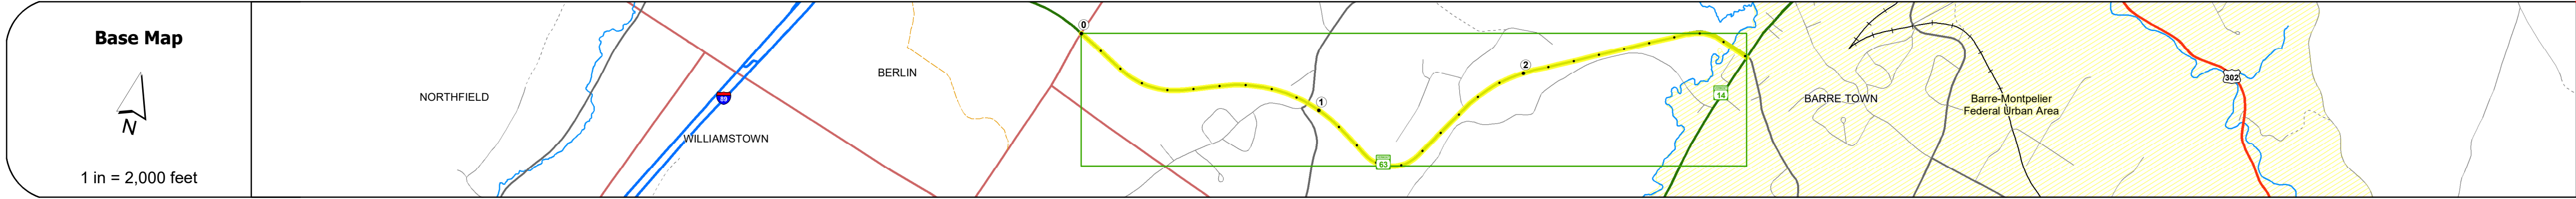 Base Map
N
1 in = 2,000 feet
NORTHFIELD
89
WILLIAMSTOWN
BERLIN
0
1
63
2
14
BARRE TOWN
Barre-Montpelier
Federal Urban Area
302